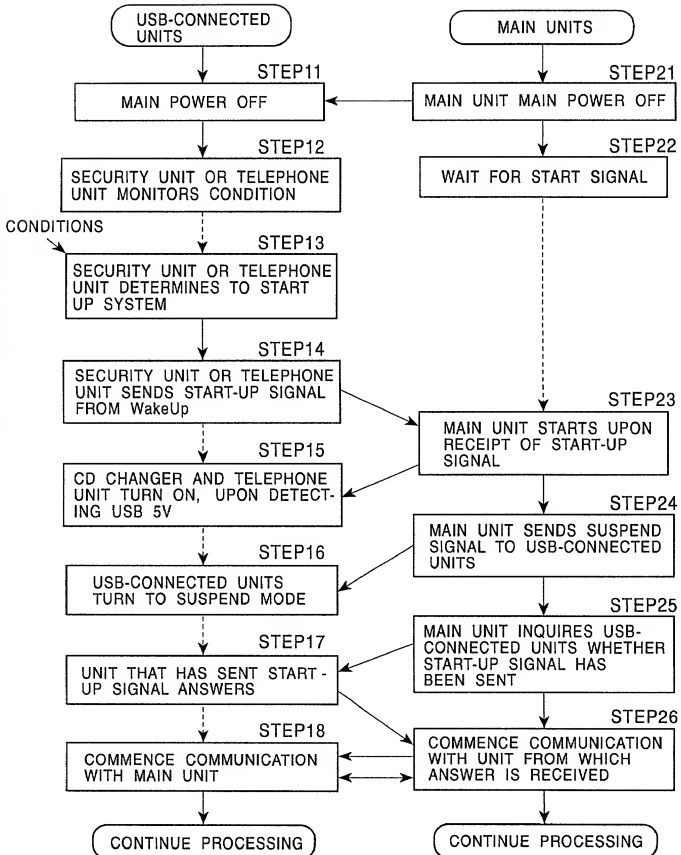 USB-CONNECTED
UNITS
STEP11
MAIN POWER OFF
STEP12
SECURITY UNIT OR TELEPHONE
UNIT MONITORS CONDITION
CONDITIONS
STEP13
SECURITY UNIT OR TELEPHONE
UNIT DETERMINES TO START
UP SYSTEM
STEP14
SECURITY UNIT OR TELEPHONE
UNIT SENDS START-UP SIGNAL
FROM WakeUp
STEP15
CD CHANGER AND TELEPHONE
UNIT TURN ON, UPON DETECT-
ING USB 5V
STEP16
USB-CONNECTED UNITS
TURN TO SUSPEND MODE
STEP17
UNIT THAT HAS SENT START-
UP SIGNAL ANSWERS
STEP18
COMMENCE COMMUNICATION
WITH MAIN UNIT
CONTINUE PROCESSING
MAIN UNITS
STEP21
MAIN UNIT MAIN POWER OFF
STEP22
WAIT FOR START SIGNAL
STEP23
MAIN UNIT STARTS UPON
RECEIPT OF START-UP
SIGNAL
STEP24
MAIN UNIT SENDS SUSPEND
SIGNAL TO USB-CONNECTED
UNITS
STEP25
MAIN UNIT INQUIRES USB-
CONNECTED UNITS WHETHER
START-UP SIGNAL HAS
BEEN SENT
STEP26
COMMENCE COMMUNICATION
WITH UNIT FROM WHICH
ANSWER IS RECEIVED
CONTINUE PROCESSING